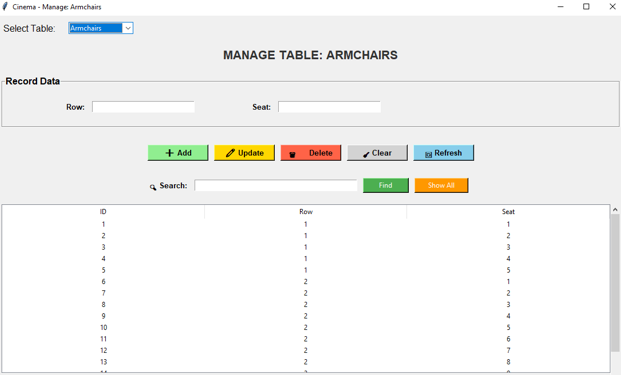 Cinema - Manage: Armchairs
Select Table: Armchairs
MANAGE TABLE: ARMCHAIRS
Record Data
Row: Seat:
Add Update Delete Clear Refresh
Search: Find Show All
ID Row Seat
1 1 1
2 1 2
3 1 3
4 1 4
5 1 5
6 2 1
7 2 2
8 2 3
9 2 4
10 2 5
11 2 6
12 2 7
13 2 8